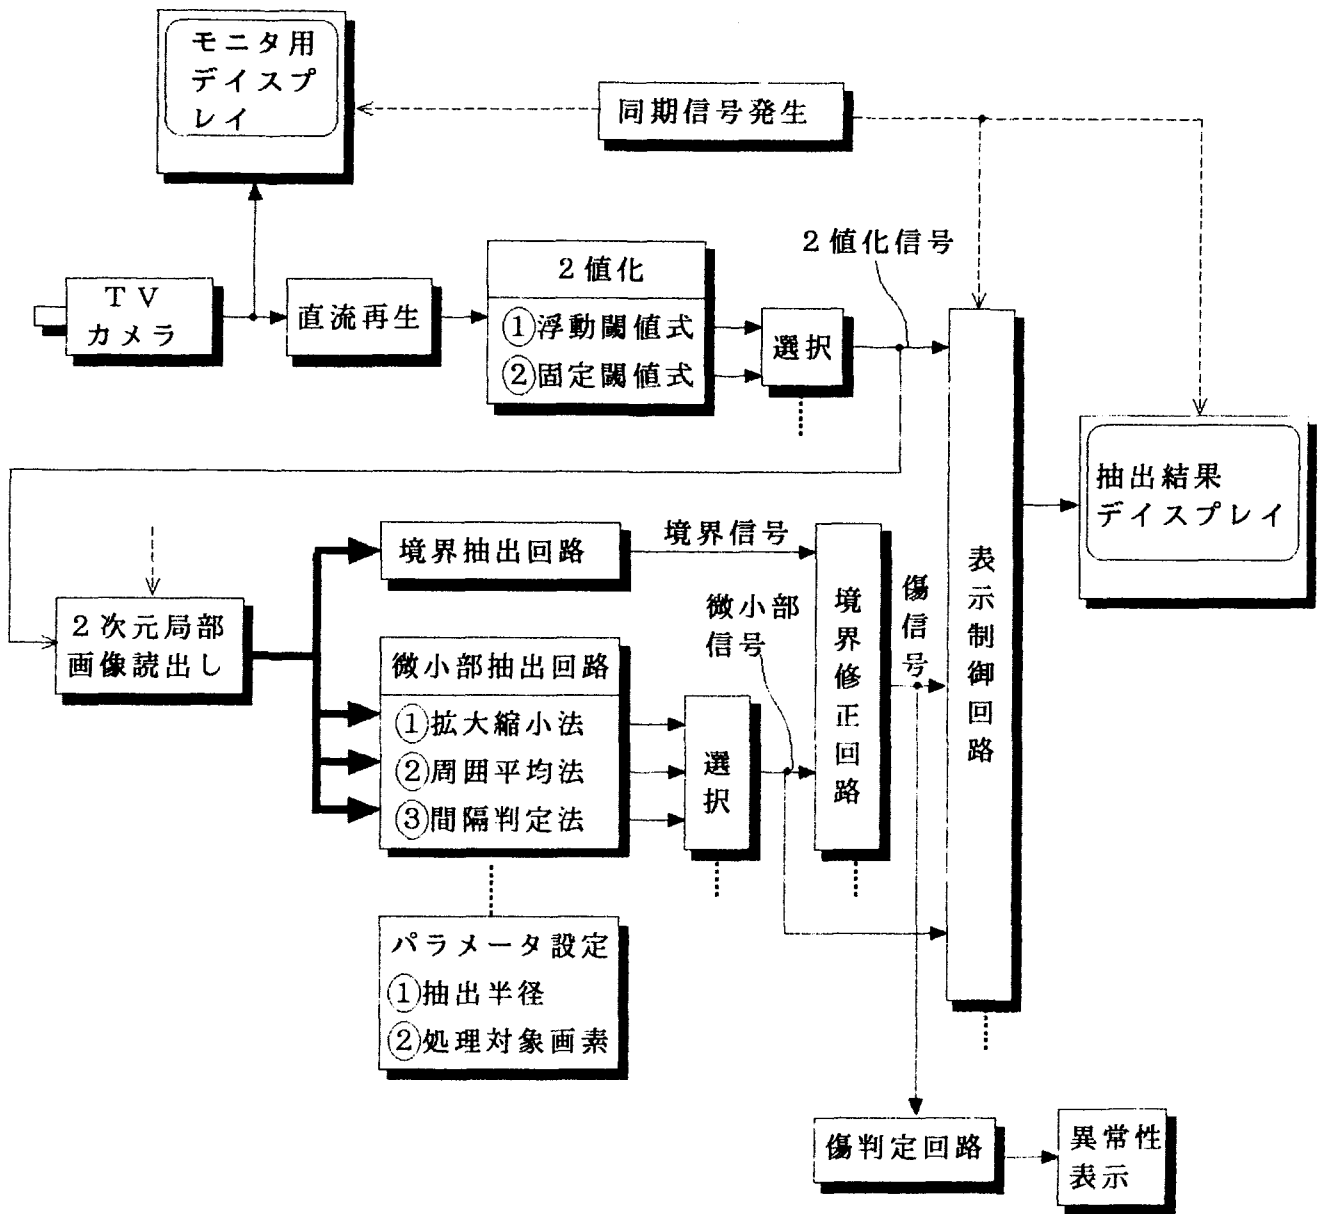 モニタ用
デイスプ
レイ
同期信号発生
2値化信号
TV
カメラ
直流再生
2値化
①浮動閾値式
②固定閾値式
選択
抽出結果
デイスプレイ
境界抽出回路
境界信号
2次元局部
画像読出し
微小部抽出回路
①拡大縮小法
②周囲平均法
③間隔判定法
選択
微小部
信号
境界修正回路
傷信号
表示制御回路
パラメータ設定
①抽出半径
②処理対象画素
傷判定回路
異常性
表示